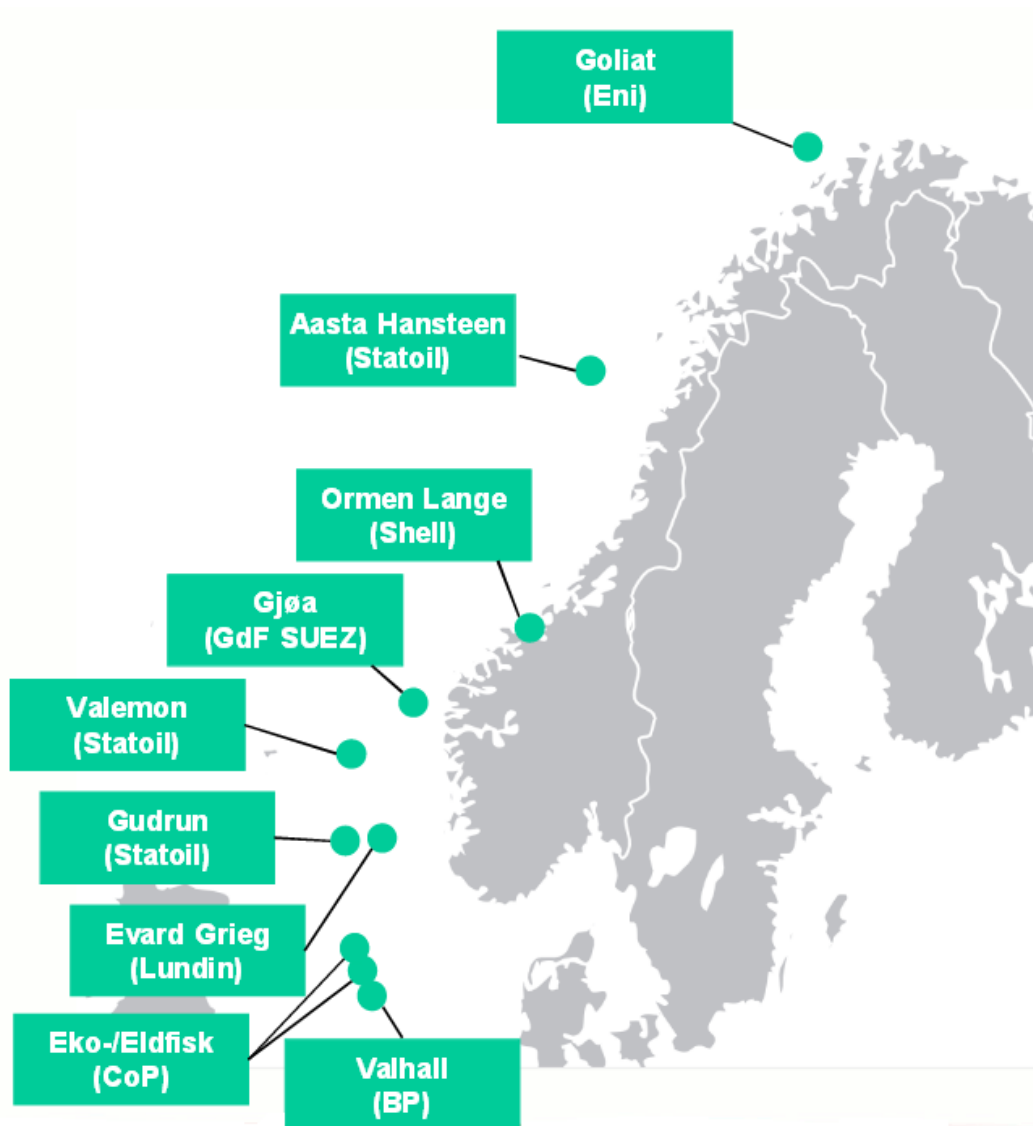 Goliat
(Eni)
Aasta Hansteen
(Statoil)
Ormen Lange
(Shell)
Gjøa
(GdF SUEZ)
Valemon
(Statoil)
Gudrun
(Statoil)
Evard Grieg
(Lundin)
Eko-/Eldfisk
(CoP)
Valhall
(BP)